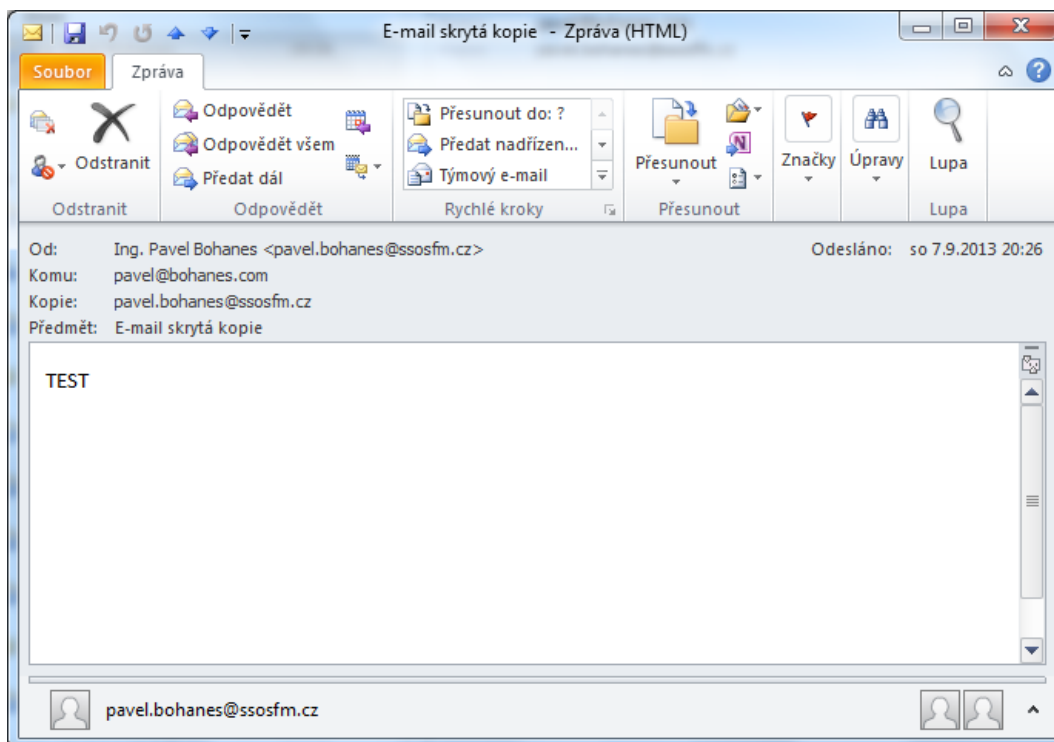 E-mail skrytá kopie - Zpráva (HTML)
Soubor Zpráva
Odstranit
Odpovědět
Odpovědět všem
Předat dál
Přesunout do: ?
Předat nadřízen...
Týmový e-mail
Přesunout
Značky
Úpravy
Lupa
Odstranit Odpovědět Rychlé kroky Přesunout Lupa
Od: Ing. Pavel Bohanes <pavel.bohanes@ssosfm.cz> Odesláno: so 7.9.2013 20:26
Komu: pavel@bohanes.com
Kopie: pavel.bohanes@ssosfm.cz
Předmět: E-mail skrytá kopie
TEST
pavel.bohanes@ssosfm.cz